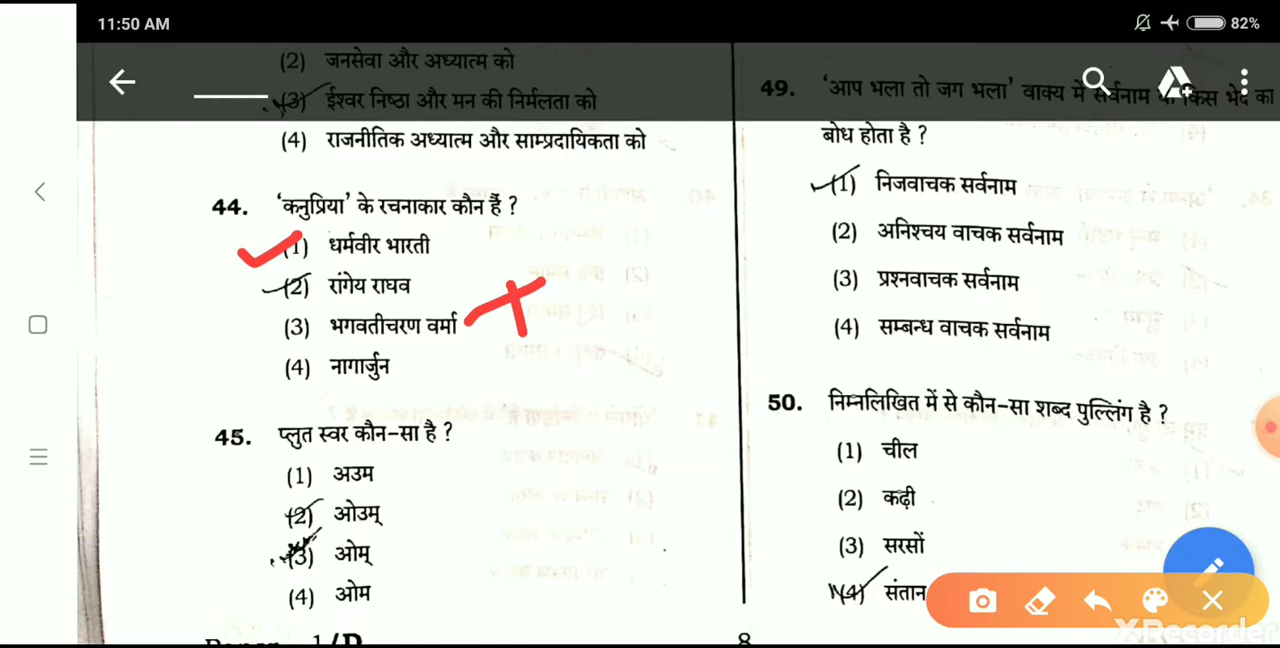 11:50 AM
82%
(2) जनसेवा और अध्यात्म को
(3) ईश्वर निष्ठा और मन की निर्मलता को
(4) राजनीतिक अध्यात्म और साम्प्रदायिकता को
44. 'कनुप्रिया' के रचनाकार कौन हैं ?
(1) धर्मवीर भारती
(2) रांगेय राघव
(3) भगवतीचरण वर्मा
(4) नागार्जुन
45. प्लुत स्वर कौन-सा है ?
(1) अउम
(2) ओउम्
(3) ओम्
(4) ओम
49. 'आप भला तो जग भला' वाक्य में सर्वनाम के किस भेद का
बोध होता है ?
(1) निजवाचक सर्वनाम
(2) अनिश्चय वाचक सर्वनाम
(3) प्रश्नवाचक सर्वनाम
(4) सम्बन्ध वाचक सर्वनाम
50. निम्नलिखित में से कौन-सा शब्द पुल्लिंग है ?
(1) चील
(2) कढ़ी
(3) सरसों
(4) संतान
8
XRecorder